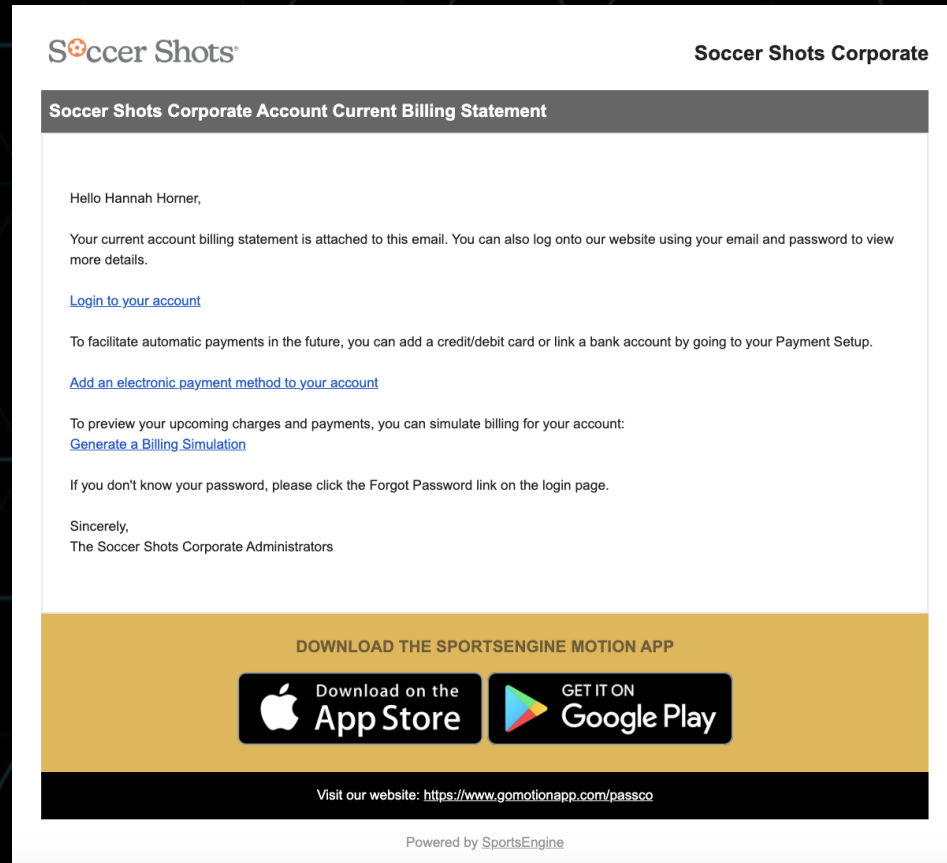 Soccer Shots®
Soccer Shots Corporate
Soccer Shots Corporate Account Current Billing Statement
Hello Hannah Horner,
Your current account billing statement is attached to this email. You can also log onto our website using your email and password to view
more details.
Login to your account
To facilitate automatic payments in the future, you can add a credit/debit card or link a bank account by going to your Payment Setup.
Add an electronic payment method to your account
To preview your upcoming charges and payments, you can simulate billing for your account:
Generate a Billing Simulation
If you don't know your password, please click the Forgot Password link on the login page.
Sincerely,
The Soccer Shots Corporate Administrators
DOWNLOAD THE SPORTSENGINE MOTION APP
Download on the
App Store
GET IT ON
Google Play
Visit our website: https://www.gomotionapp.com/passco
Powered by SportsEngine